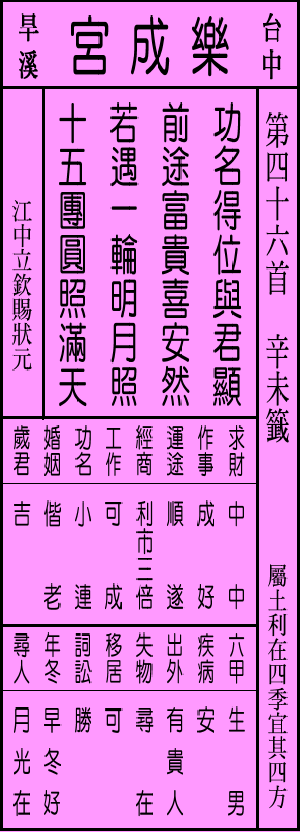 台中
樂成宮
旱溪
第四十六首 辛未籤 屬土利在四季宜其四方
功名得位與君顯
前途富貴喜安然
若遇一輪明月照
十五團圓照滿天
江中立欽賜狀元
求財 中中
作事 成好
運途 順遂
經商 利市三倍
工作 可成
功名 小連
婚姻 偕老
歲君 吉
六甲 生男
疾病 安
出外 有貴人
失物 尋在
移居 可
詞訟 勝
年冬 早冬好
尋人 月光在